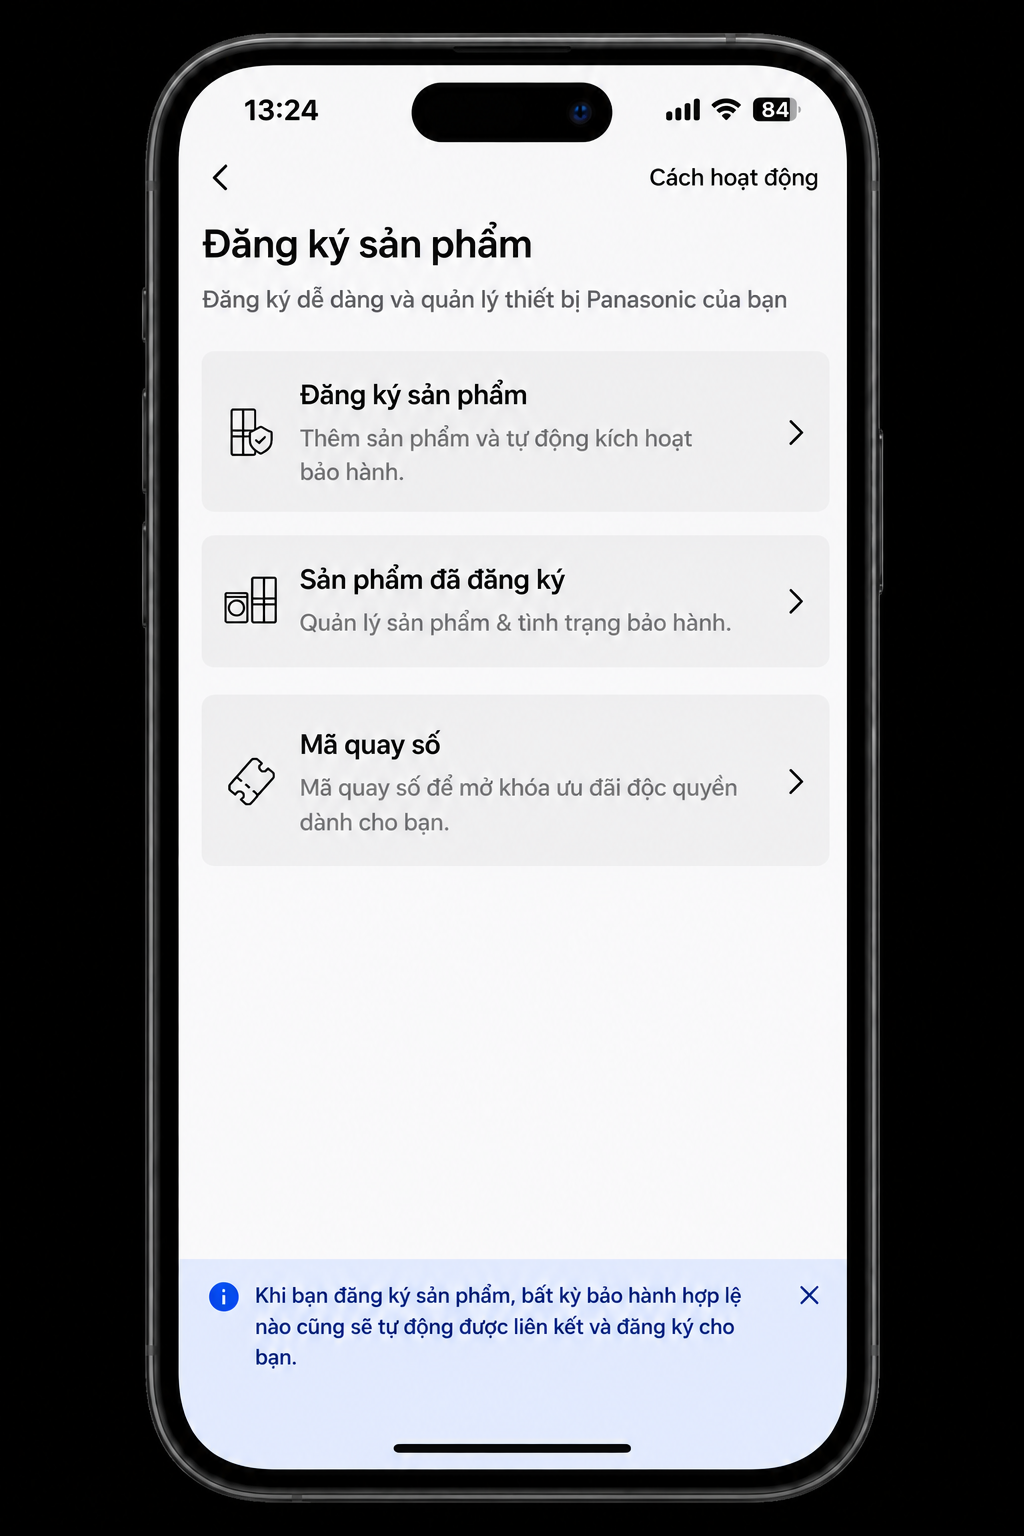 13:24
84
Cách hoạt động
Đăng ký sản phẩm
Đăng ký dễ dàng và quản lý thiết bị Panasonic của bạn
Đăng ký sản phẩm
Thêm sản phẩm và tự động kích hoạt
bảo hành.
Sản phẩm đã đăng ký
Quản lý sản phẩm & tình trạng bảo hành.
Mã quay số
Mã quay số để mở khóa ưu đãi độc quyền
dành cho bạn.
Khi bạn đăng ký sản phẩm, bất kỳ bảo hành hợp lệ
nào cũng sẽ tự động được liên kết và đăng ký cho
bạn.